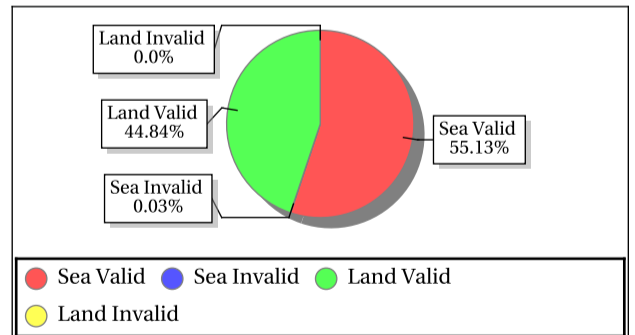 Land Invalid
0.0%
Land Valid
44.84%
Sea Valid
55.13%
Sea Invalid
0.03%
Sea Valid
Sea Invalid
Land Valid
Land Invalid